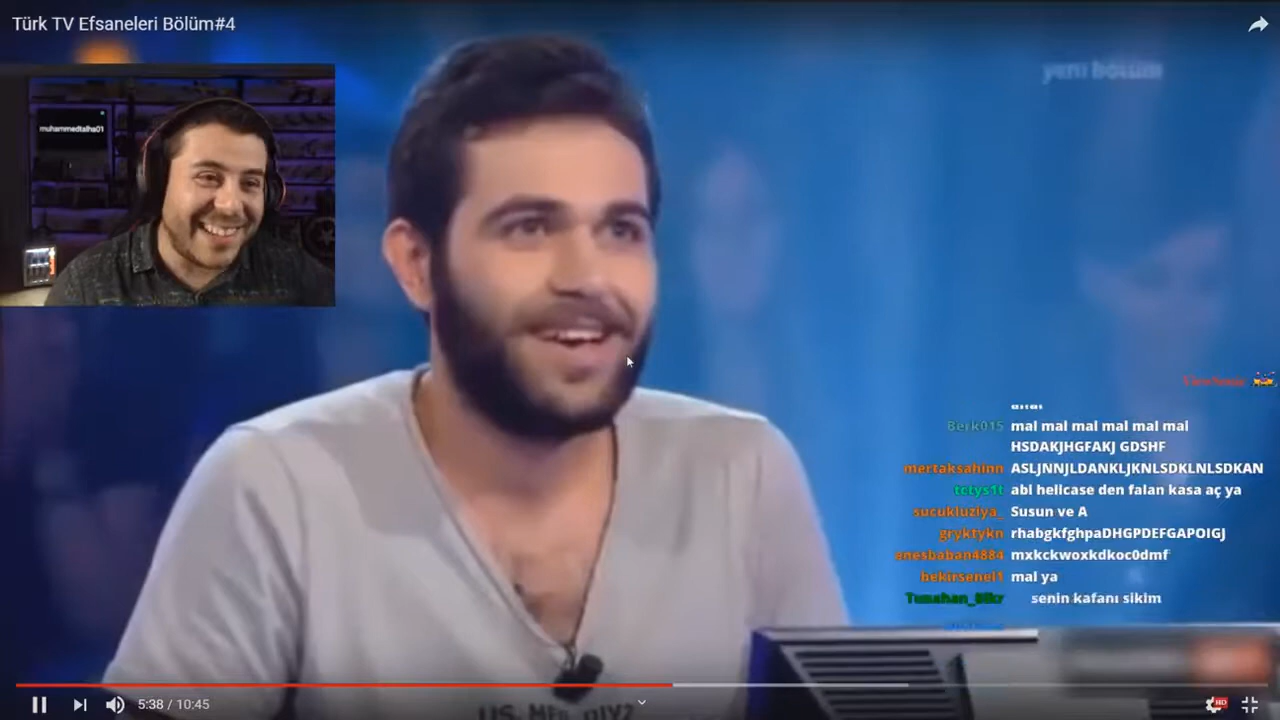 Türk TV Efsaneleri Bölüm#4
yeni bölüm
muhammedtalha01
Berk015 mal mal mal mal mal mal
HSDAKJHGFAKJ GDSHF
mertaksahinn ASLJNNJLDANKLJKNLSDKLNLSDKAN
tctys1t abi hellcase den falan kasa aç ya
sucukluziya_ Susun ve A
gryktykn rhabgkfghpaDHGPDEFGAPOIGJ
enesbaban4884 mxkckwoxkdkoc0dmf
bekirsenel1 mal ya
senin kafanı sikim
5:38 / 10:45
HD